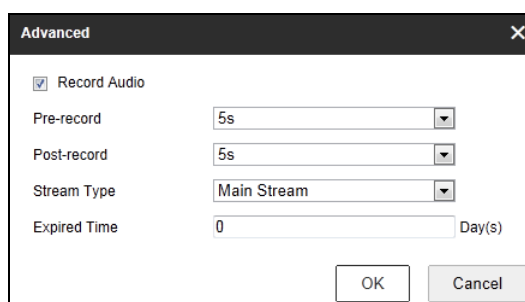 Advanced
Record Audio
Pre-record 5s
Post-record 5s
Stream Type Main Stream
Expired Time 0 Day(s)
OK Cancel